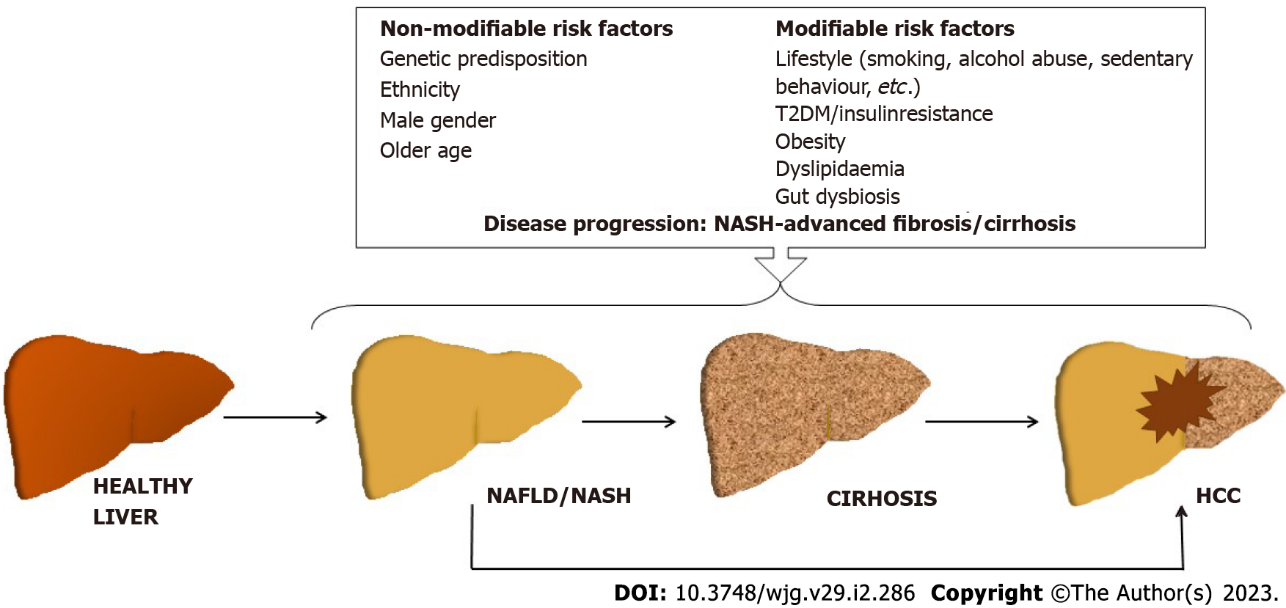 Non-modifiable risk factors
Genetic predisposition
Ethnicity
Male gender
Older age
Modifiable risk factors
Lifestyle (smoking, alcohol abuse, sedentary
behaviour, etc.)
T2DM/insulinresistance
Obesity
Dyslipidaemia
Gut dysbiosis
Disease progression: NASH-advanced fibrosis/cirrhosis
HEALTHY
LIVER
NAFLD/NASH
CIRHOSIS
HCC
DOI: 10.3748/wjg.v29.i2.286 Copyright ©The Author(s) 2023.